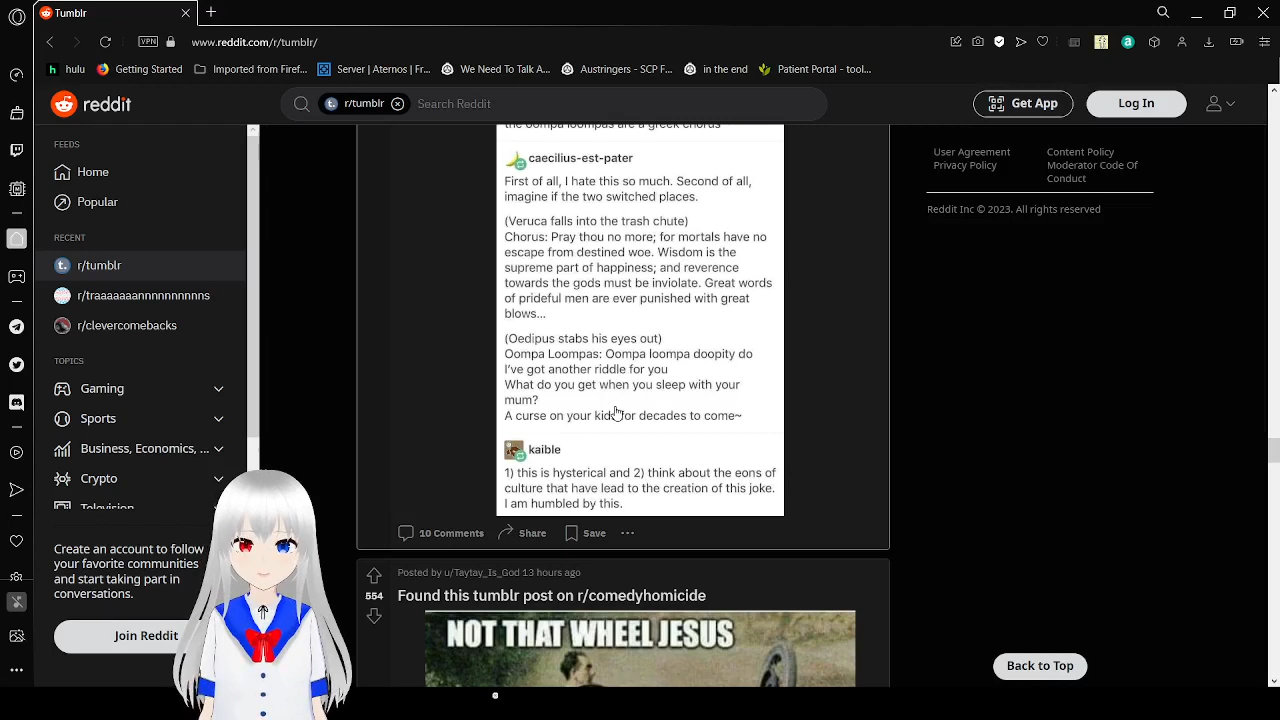 Tumblr
VPN
www.reddit.com/r/tumblr/
hulu
Getting Started
Imported from Firef...
Server | Aternos | Fr...
We Need To Talk A...
Austringers - SCP F...
in the end
Patient Portal - tool...
reddit
r/tumblr
Search Reddit
Get App
Log In
FEEDS
Home
Popular
RECENT
r/tumblr
r/traaaaaaannnnnnnnnns
r/clevercomebacks
TOPICS
Gaming
Sports
Business, Economics, ...
Crypto
Television
Create an account to follow
your favorite communities
and start taking part in
conversations.
Join Reddit
the oompa loompas are a greek chorus
caecilius-est-pater
First of all, I hate this so much. Second of all,
imagine if the two switched places.
(Veruca falls into the trash chute)
Chorus: Pray thou no more; for mortals have no
escape from destined woe. Wisdom is the
supreme part of happiness; and reverence
towards the gods must be inviolate. Great words
of prideful men are ever punished with great
blows...
(Oedipus stabs his eyes out)
Oompa Loompas: Oompa loompa doopity do
I've got another riddle for you
What do you get when you sleep with your
mum?
A curse on your kids for decades to come~
kaible
1) this is hysterical and 2) think about the eons of
culture that have lead to the creation of this joke.
I am humbled by this.
10 Comments
Share
Save
Posted by u/Taytay_Is_God 13 hours ago
554
Found this tumblr post on r/comedyhomicide
NOT THAT WHEEL JESUS
User Agreement
Privacy Policy
Content Policy
Moderator Code Of
Conduct
Reddit Inc © 2023. All rights reserved
Back to Top